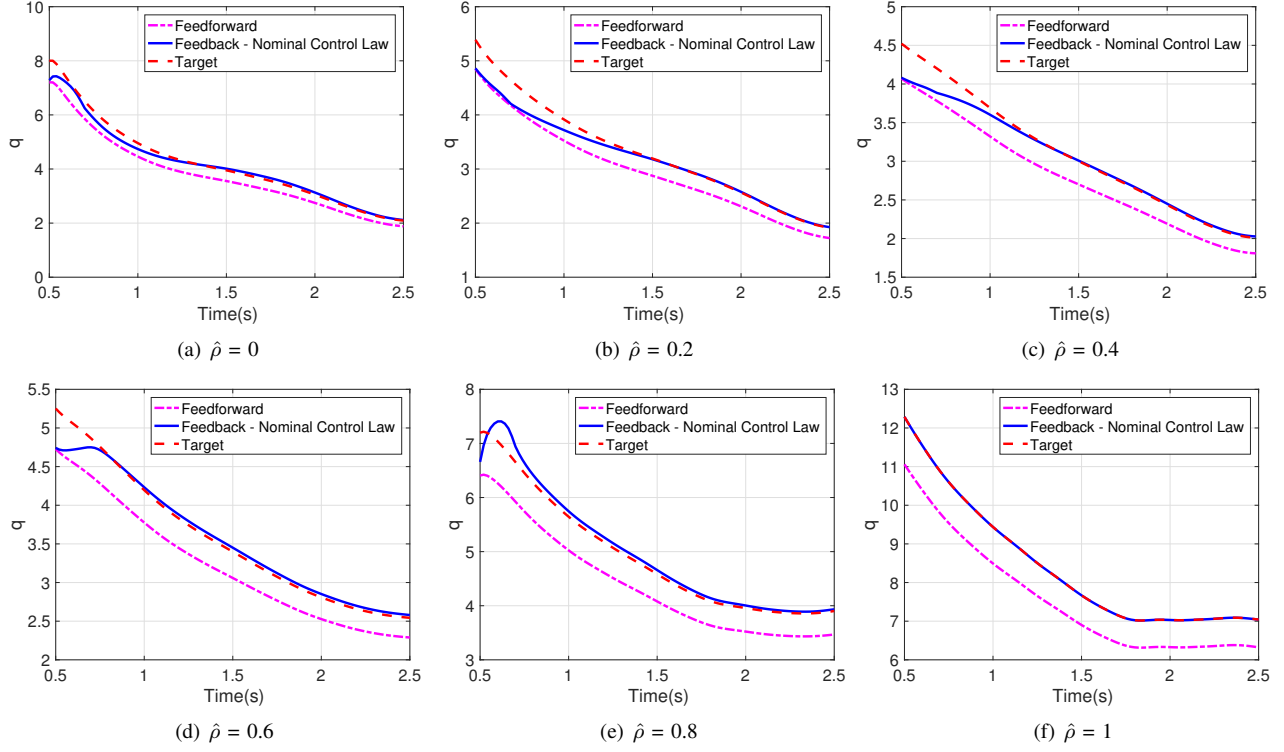 Feedforward
Feedback - Nominal Control Law
Target
q
10
8
6
4
2
0
0.5 1 1.5 2 2.5
Time(s)
(a) ρ̂ = 0
Feedforward
Feedback - Nominal Control Law
Target
q
6
5
4
3
2
1
0.5 1 1.5 2 2.5
Time(s)
(b) ρ̂ = 0.2
Feedforward
Feedback - Nominal Control Law
Target
q
5
4.5
4
3.5
3
2.5
2
1.5
0.5 1 1.5 2 2.5
Time(s)
(c) ρ̂ = 0.4
Feedforward
Feedback - Nominal Control Law
Target
q
5.5
5
4.5
4
3.5
3
2.5
2
0.5 1 1.5 2 2.5
Time(s)
(d) ρ̂ = 0.6
Feedforward
Feedback - Nominal Control Law
Target
q
8
7
6
5
4
3
0.5 1 1.5 2 2.5
Time(s)
(e) ρ̂ = 0.8
Feedforward
Feedback - Nominal Control Law
Target
q
13
12
11
10
9
8
7
6
0.5 1 1.5 2 2.5
Time(s)
(f) ρ̂ = 1